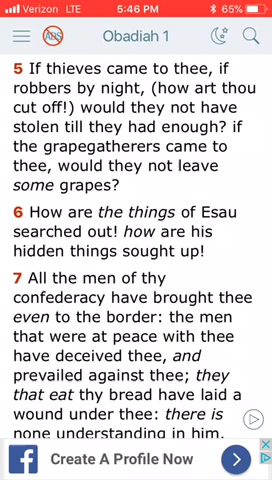 Verizon LTE 5:46 PM 65%
ADS Obadiah 1
5 If thieves came to thee, if
robbers by night, (how art thou
cut off!) would they not have
stolen till they had enough? if
the grapegatherers came to
thee, would they not leave
some grapes?
6 How are the things of Esau
searched out! how are his
hidden things sought up!
7 All the men of thy
confederacy have brought thee
even to the border: the men
that were at peace with thee
have deceived thee, and
prevailed against thee; they
that eat thy bread have laid a
wound under thee: there is
none understanding in him.
f Create A Profile Now